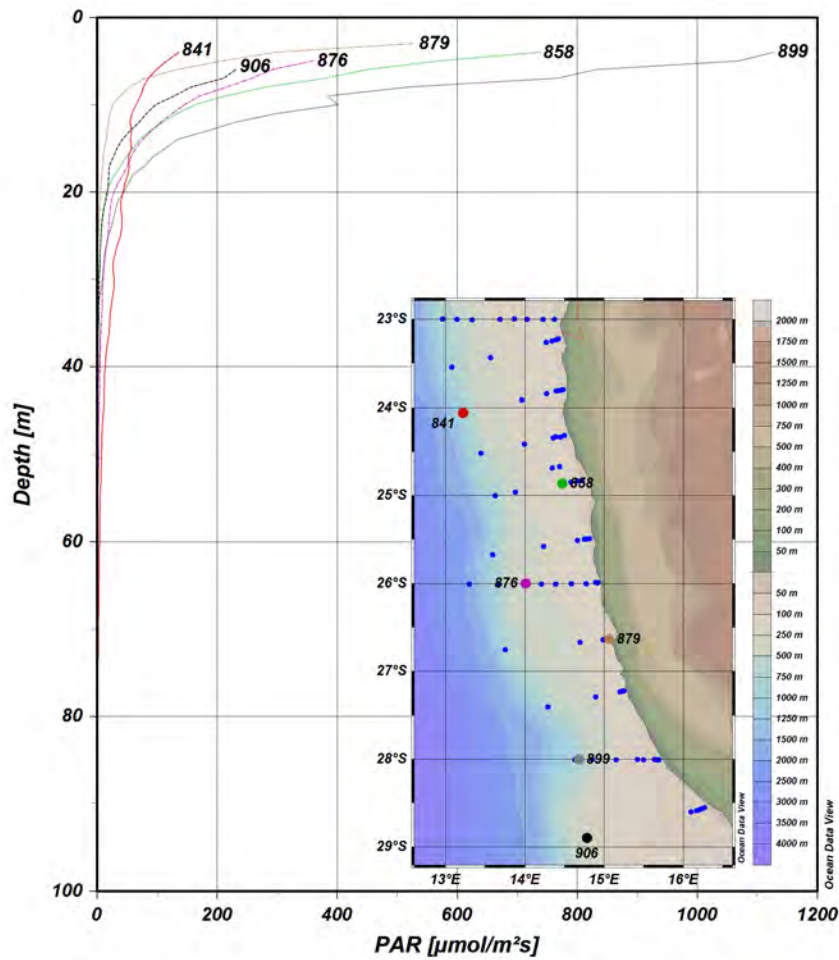 0
841
906
876
879
858
899
20
40
60
80
100
Depth [m]
0
200
400
600
800
1000
1200
PAR [µmol/m²s]
23°S
24°S
25°S
26°S
27°S
28°S
29°S
841
858
876
879
899
906
13°E
14°E
15°E
16°E
2000 m
1750 m
1500 m
1250 m
1000 m
750 m
500 m
400 m
300 m
200 m
100 m
50 m
50 m
100 m
250 m
500 m
750 m
1000 m
1250 m
1500 m
1750 m
2000 m
2500 m
3000 m
3500 m
4000 m
Ocean Data View
Ocean Data View